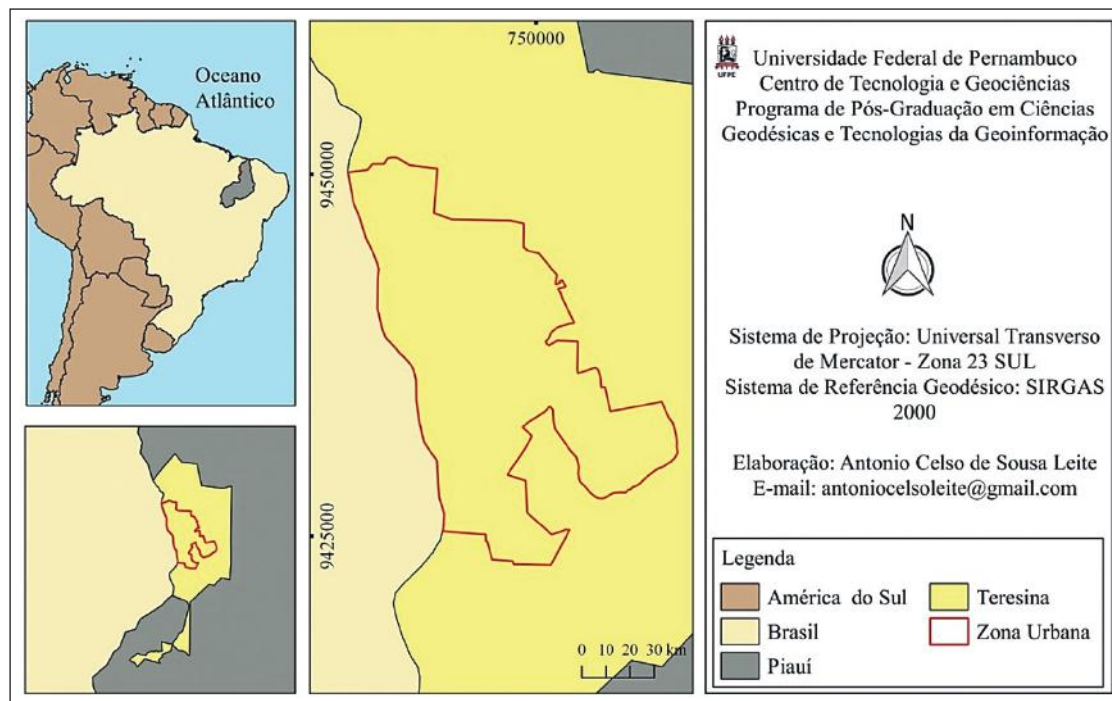 Oceano
Atlântico
750000
9450000
9425000
0 10 20 30 km
UFPE
Universidade Federal de Pernambuco
Centro de Tecnologia e Geociências
Programa de Pós-Graduação em Ciências
Geodésicas e Tecnologias da Geoinformação
N
Sistema de Projeção: Universal Transverso
de Mercator - Zona 23 SUL
Sistema de Referência Geodésico: SIRGAS
2000
Elaboração: Antonio Celso de Sousa Leite
E-mail: antoniocelsoleite@gmail.com
Legenda
América do Sul
Brasil
Piauí
Teresina
Zona Urbana